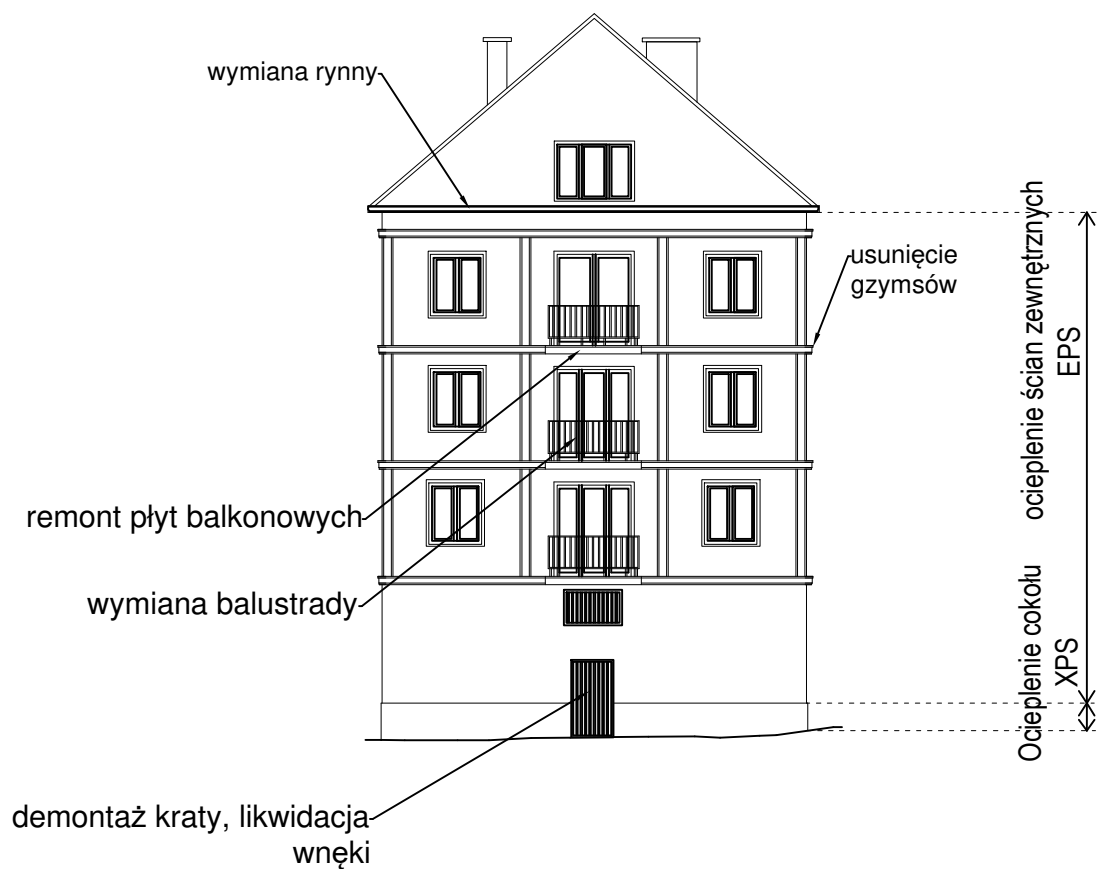 wymiana rynny
usunięcie
gzymsów
remont płyt balkonowych
wymiana balustrady
demontaż kraty, likwidacja
wnęki
ocieplenie ścian zewnętrznych
EPS
Ocieplenie cokołu
XPS